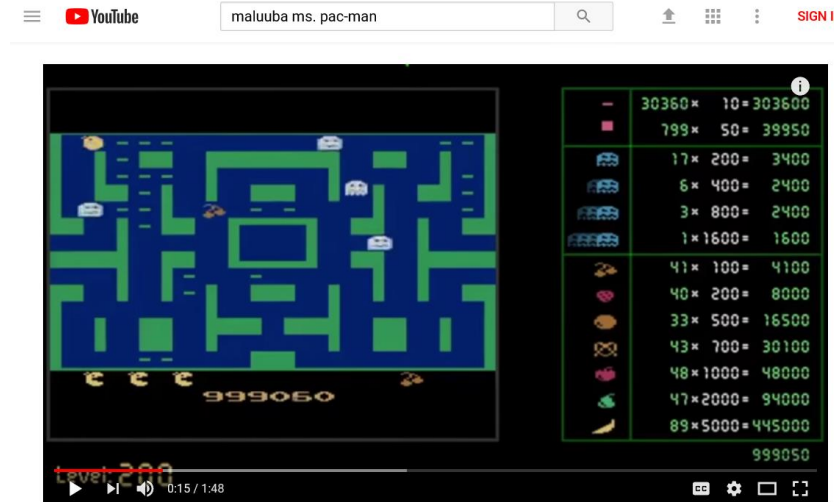 YouTube maluuba ms. pac-man SIGN I
i
30360× 10=303600
799× 50= 39950
17× 200= 3400
6× 400= 2400
3× 800= 2400
1×1600= 1600
41× 100= 4100
40× 200= 8000
33× 500= 16500
43× 700= 30100
48×1000= 48000
47×2000= 94000
89×5000=445000
999060
999050
Level: 200
0:15 / 1:48 CC